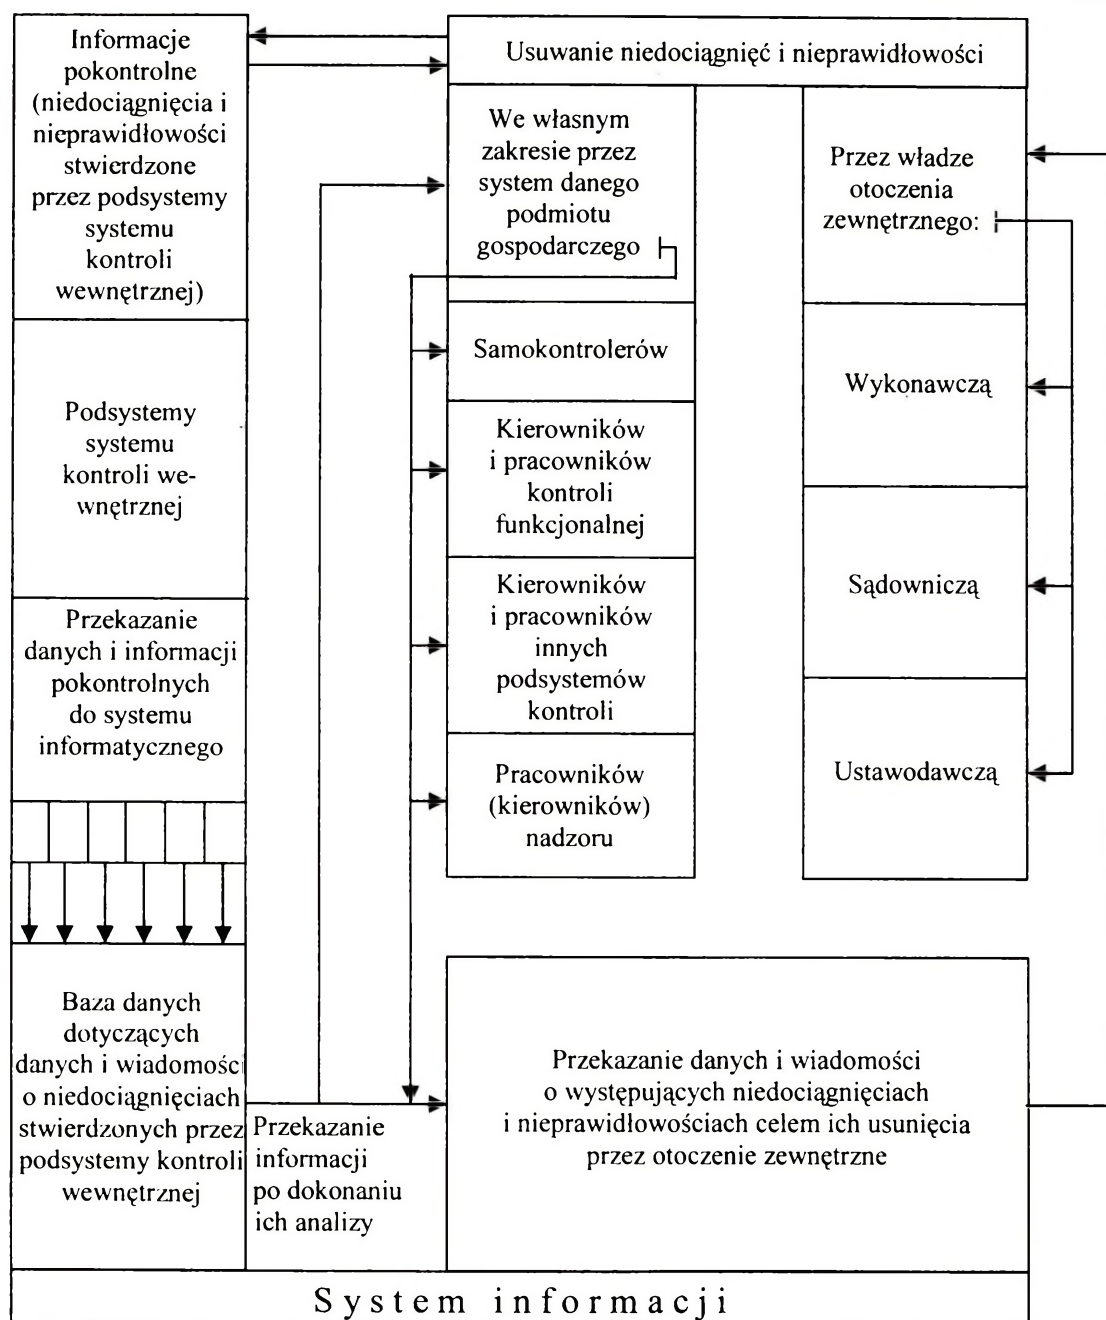 Informacje
pokontrolne
(niedociągnięcia i
nieprawidłowości
stwierdzone
przez podsystemy
systemu
kontroli
wewnętrznej)
Podsystemy
systemu
kontroli we-
wnętrznej
Przekazanie
danych i informacji
pokontrolnych
do systemu
informatycznego
Baza danych
dotyczących
danych i wiadomości
o niedociągnięciach
stwierdzonych przez
podsystemy kontroli
wewnętrznej
Przekazanie
informacji
po dokonaniu
ich analizy
Usuwanie niedociągnięć i nieprawidłowości
We własnym
zakresie przez
system danego
podmiotu
gospodarczego
Samokontrolerów
Kierowników
i pracowników
kontroli
funkcjonalnej
Kierowników
i pracowników
innych
podsystemów
kontroli
Pracowników
(kierowników)
nadzoru
Przez władze
otoczenia
zewnętrznego:
Wykonawczą
Sądowniczą
Ustawodawczą
Przekazanie danych i wiadomości
o występujących niedociągnięciach
i nieprawidłowościach celem ich usunięcia
przez otoczenie zewnętrzne
System informacji